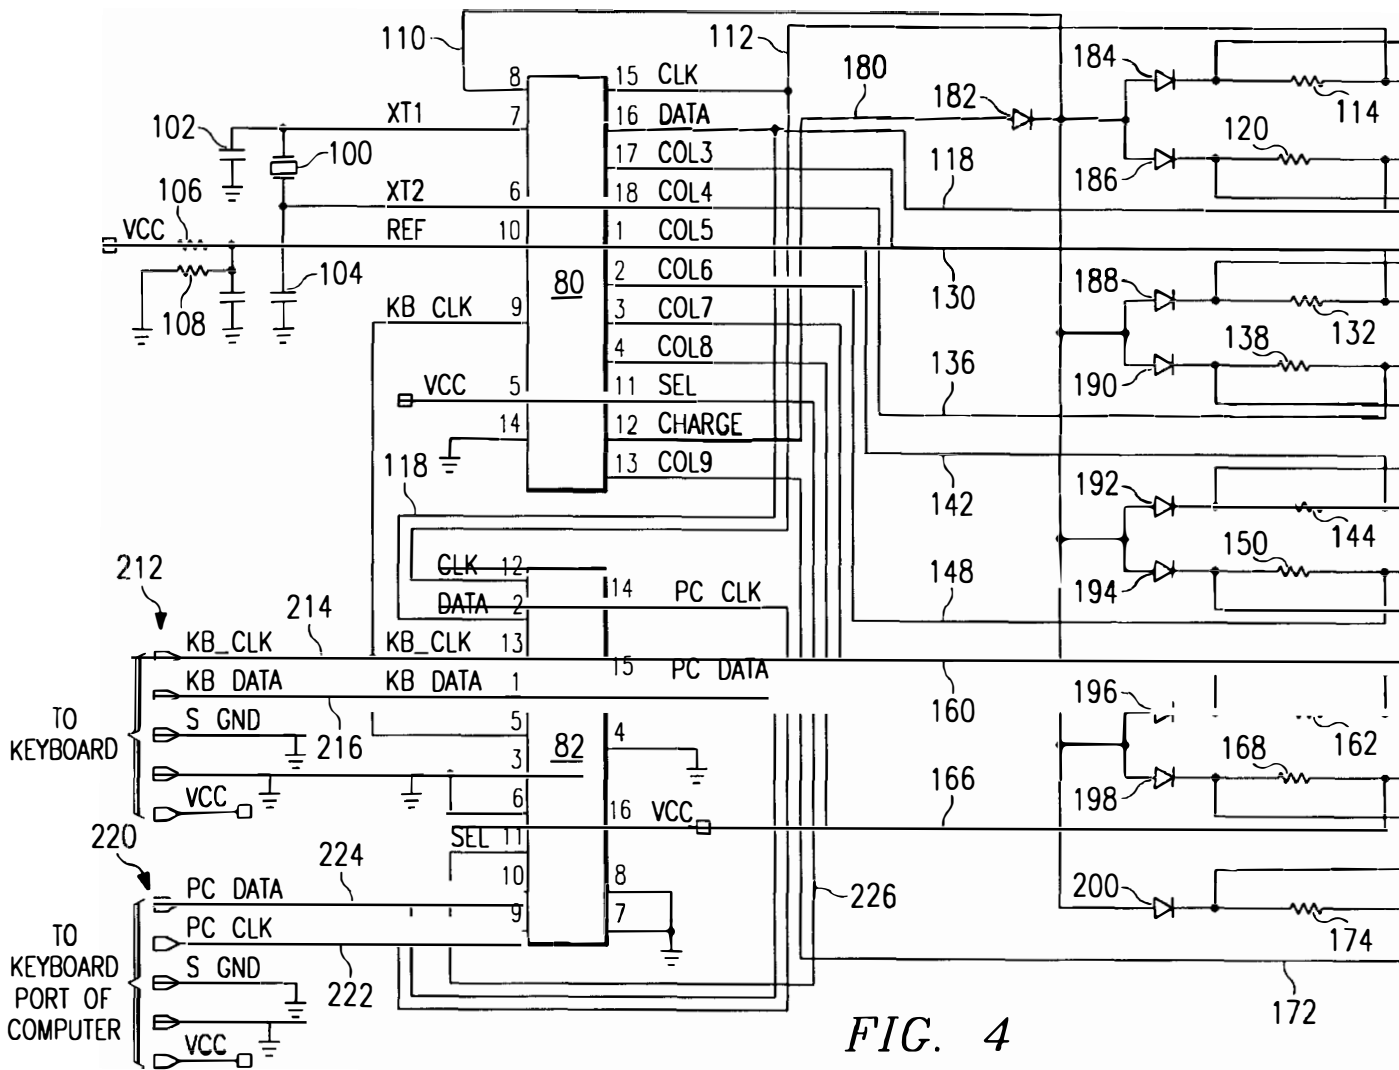 110
112
8
15 CLK
180
184
182
114
102
XT1
7
16 DATA
100
17 COL3
120
106
XT2
6
18 COL4
186
118
VCC
REF
10
1 COL5
104
2 COL6
80
130
188
108
KB CLK
9
3 COL7
132
138
4 COL8
136
190
VCC
5
11 SEL
14
12 CHARGE
118
13 COL9
142
192
144
150
212
CLK 12
14 PC CLK
148
194
214
DATA 2
KB_CLK
KB_CLK 13
15 PC DATA
KB DATA
KB DATA 1
160
196
TO
KEYBOARD
S GND
216
5
82
4
162
168
3
166
198
VCC
6
16 VCC
220
SEL 11
224
PC DATA
10
8
226
200
9
7
174
PC CLK
TO
KEYBOARD
PORT OF
COMPUTER
S GND
222
172
VCC
FIG. 4